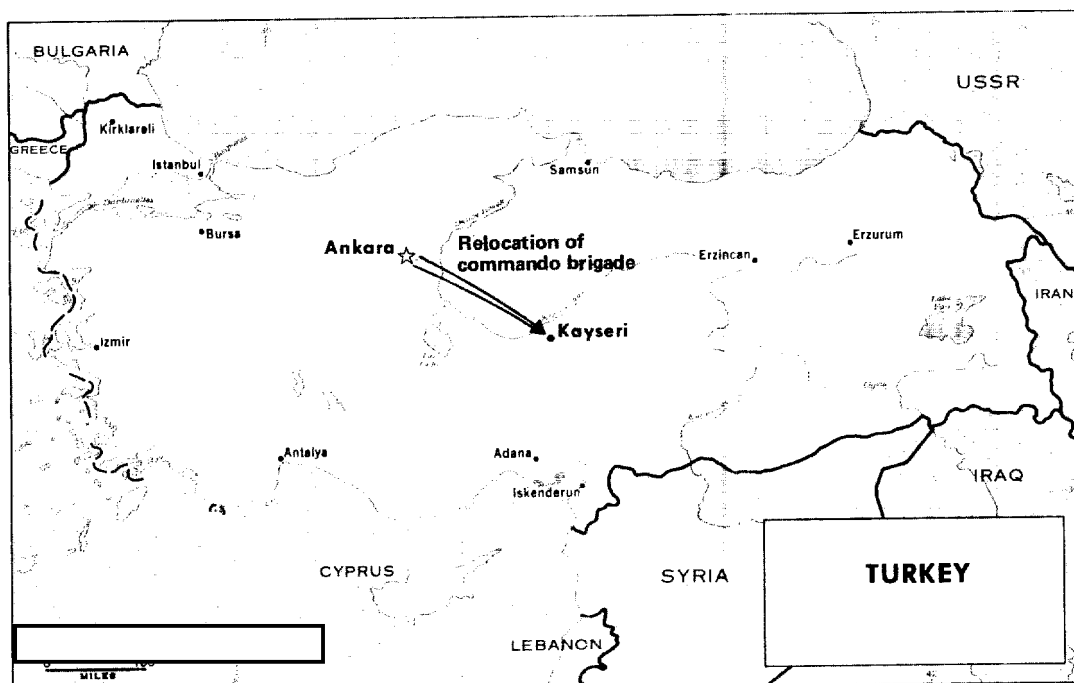 BULGARIA
USSR
Kirklareli
GREECE
Istanbul
Samsun
Bursa
Ankara
Relocation of
commando brigade
Erzincan
Erzurum
IRAN
Kayseri
Izmir
Antalya
Adana
Iskenderun
IRAQ
CYPRUS
SYRIA
TURKEY
LEBANON
MILES